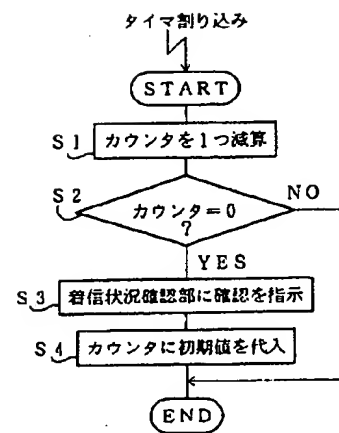 タイマ割り込み
START
S1 カウンタを1つ減算
S2 カウンタ=0 NO
?
YES
S3 着信状況確認部に確認を指示
S4 カウンタに初期値を代入
END